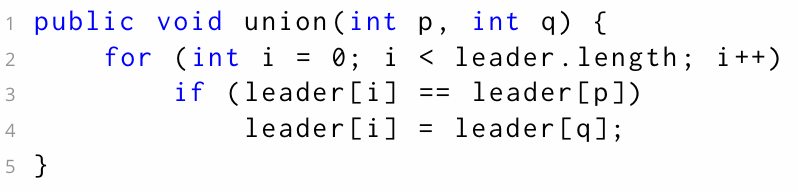 1 public void union(int p, int q) {
2     for (int i = 0; i < leader.length; i++)
3         if (leader[i] == leader[p])
4             leader[i] = leader[q];
5 }